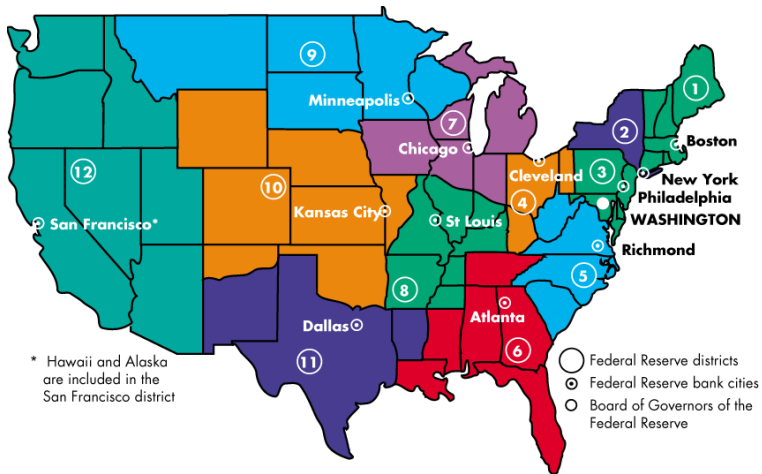 9
1
Minneapolis
2
7
Boston
Chicago
3
New York
12
Cleveland
Philadelphia
10
4
Kansas City
WASHINGTON
San Francisco*
St Louis
Richmond
5
8
Atlanta
Dallas
6
11
* Hawaii and Alaska
are included in the
San Francisco district
Federal Reserve districts
Federal Reserve bank cities
Board of Governors of the
Federal Reserve